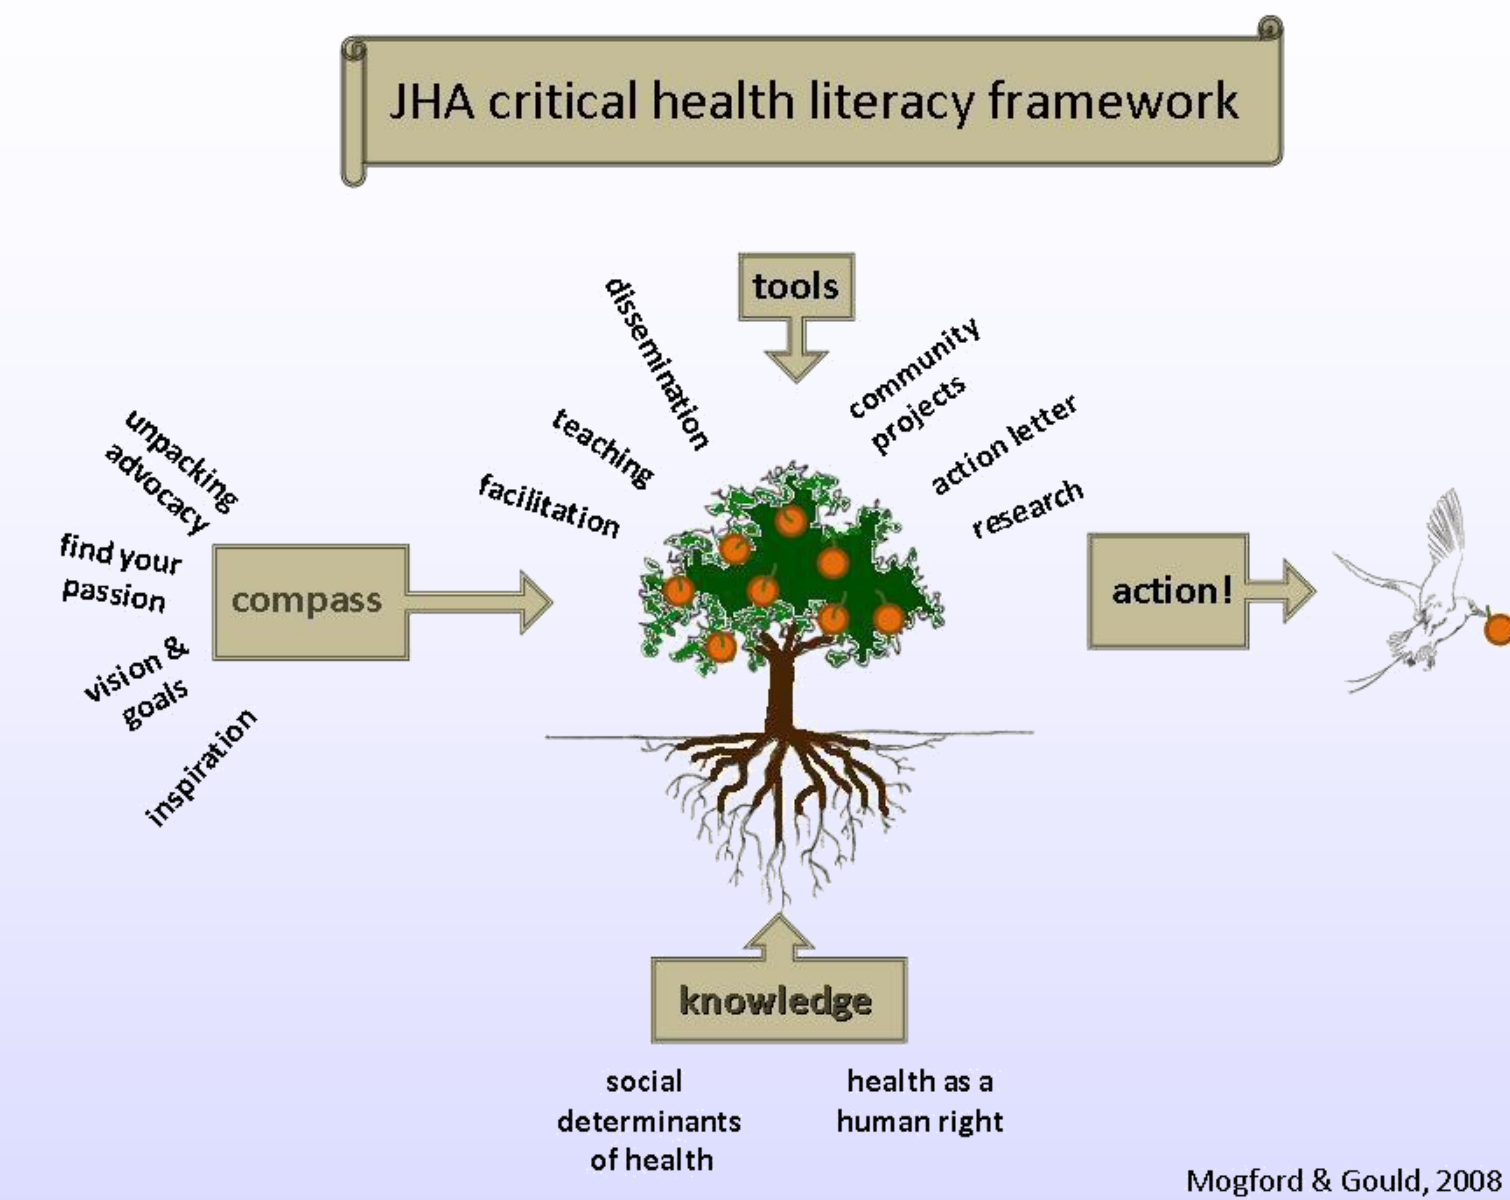 JHA critical health literacy framework
tools
dissemination
teaching
facilitation
community
projects
action letter
research
unpacking
advocacy
find your
passion
vision &
goals
inspiration
compass
action!
knowledge
social
determinants
of health
health as a
human right
Mogford & Gould, 2008